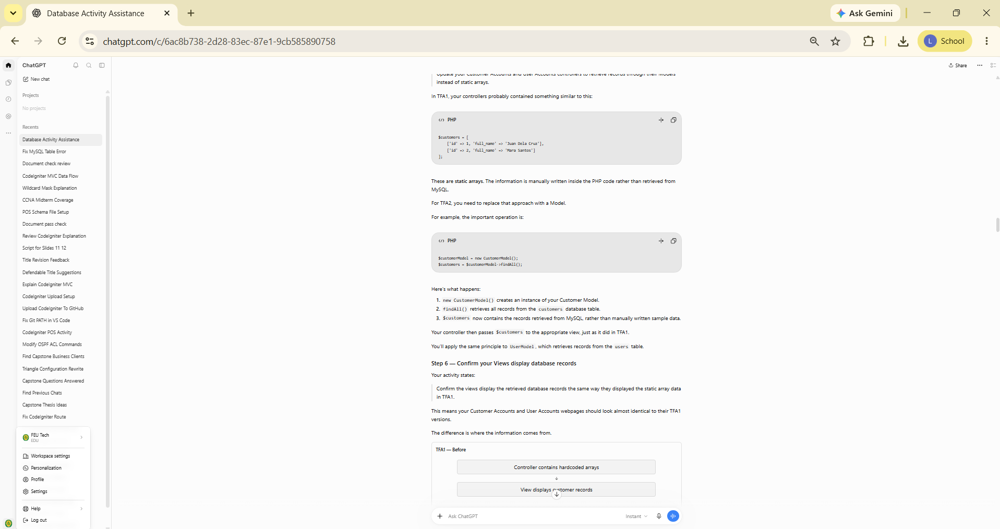 Database Activity Assistance
Ask Gemini
chatgpt.com/c/6ac8b738-2d28-83ec-87e1-9cb585890758
L School
ChatGPT
New chat
Projects
No projects
Recents
Database Activity Assistance
Fix MySQL Table Error
Document check review
CodeIgniter MVC Data Flow
Wildcard Mask Explanation
CCNA Midterm Coverage
POS Schema File Setup
Document pass check
Review CodeIgniter Explanation
Script for Slides 11 12
Title Revision Feedback
Defendable Title Suggestions
Explain CodeIgniter MVC
CodeIgniter Upload Setup
Upload CodeIgniter To GitHub
Fix Git PATH in VS Code
CodeIgniter POS Activity
Modify OSPF ACL Commands
Find Capstone Business Clients
Triangle Configuration Rewrite
Capstone Questions Answered
Find Previous Chats
Capstone Thesis Ideas
Fix CodeIgniter Route
FEU Tech
EDU
Workspace settings
Personalization
Profile
Settings
Help
Log out
Share
Update your Customer Accounts and User Accounts controllers to retrieve records through their Models
instead of static arrays.
In TFA1, your controllers probably contained something similar to this:
</> PHP
$customers = [
['id' => 1, 'full_name' => 'Juan Dela Cruz'],
['id' => 2, 'full_name' => 'Mara Santos']
];
These are static arrays. The information is manually written inside the PHP code rather than retrieved from
MySQL.
For TFA2, you need to replace that approach with a Model.
For example, the important operation is:
</> PHP
$customerModel = new CustomerModel();
$customers = $customerModel->findAll();
Here's what happens:
1. new CustomerModel() creates an instance of your Customer Model.
2. findAll() retrieves all records from the customers database table.
3. $customers now contains the records retrieved from MySQL, rather than manually written sample data.
Your controller then passes $customers to the appropriate view, just as it did in TFA1.
You'll apply the same principle to UserModel, which retrieves records from the users table.
Step 6 — Confirm your Views display database records
Your activity states:
Confirm the views display the retrieved database records the same way they displayed the static array data
in TFA1.
This means your Customer Accounts and User Accounts webpages should look almost identical to their TFA1
versions.
The difference is where the information comes from.
TFA1 — Before
Controller contains hardcoded arrays
↓
View displays customer records
Ask ChatGPT
Instant